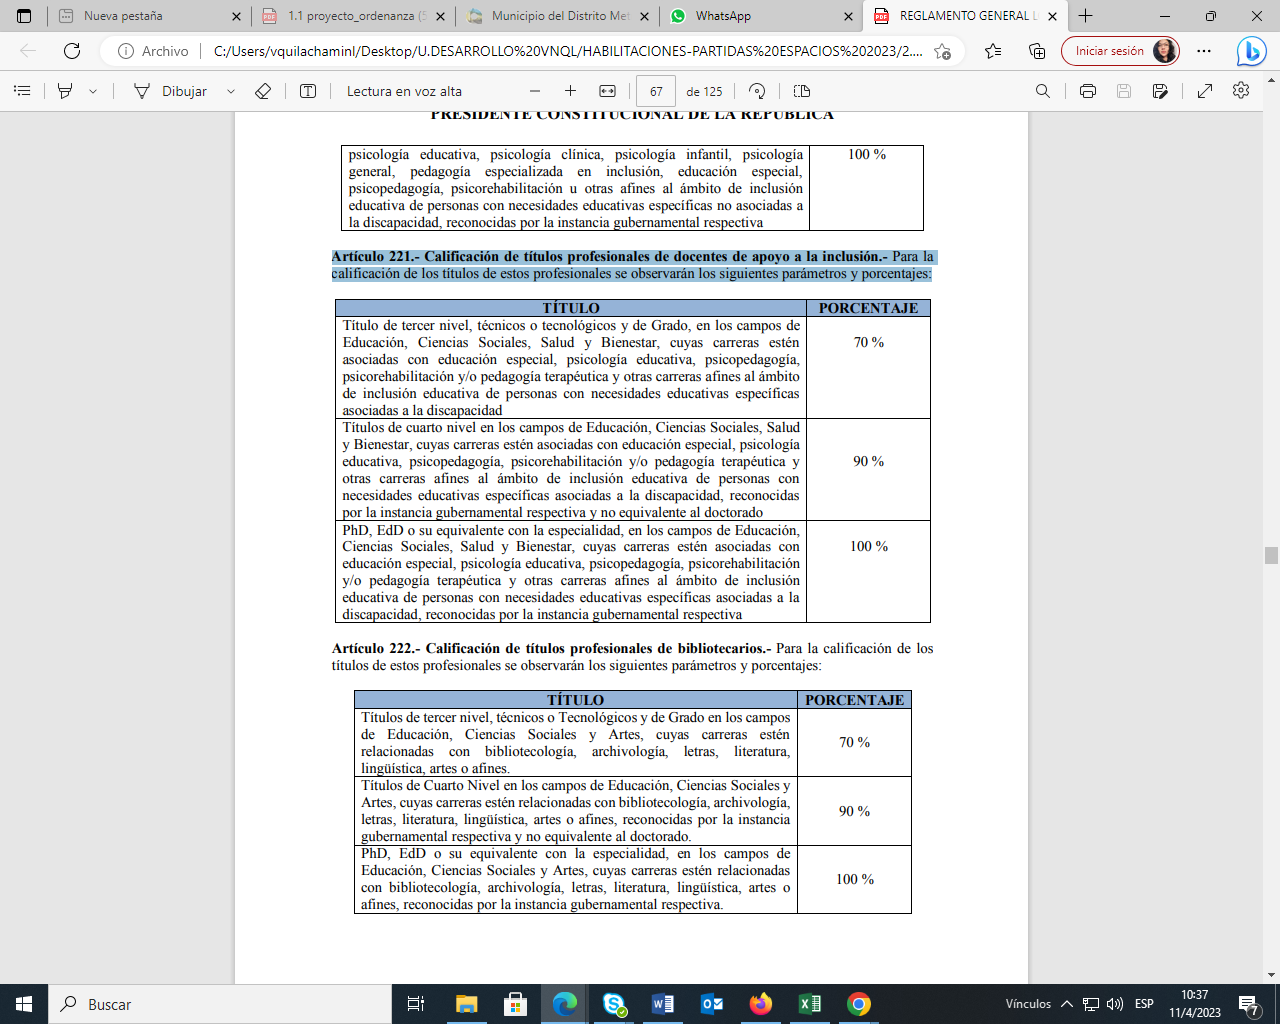 Nueva pestaña
1.1 proyecto_ordenanza (5
Municipio del Distrito Met
WhatsApp
REGLAMENTO GENERAL L
Archivo
C:/Users/vquilachaminl/Desktop/U.DESARROLLO%20VNQL/HABILITACIONES-PARTIDAS%20ESPACIOS%202023/2....
Iniciar sesión
Dibujar
Lectura en voz alta
67
de 125
PRESIDENTE CONSTITUCIONAL DE LA REPÚBLICA
psicología educativa, psicología clínica, psicología infantil, psicología
general, pedagogía especializada en inclusión, educación especial,
psicopedagogía, psicorehabilitación u otras afines al ámbito de inclusión
educativa de personas con necesidades educativas específicas no asociadas a
la discapacidad, reconocidas por la instancia gubernamental respectiva
100 %
Artículo 221.- Calificación de títulos profesionales de docentes de apoyo a la inclusión.- Para la
calificación de los títulos de estos profesionales se observarán los siguientes parámetros y porcentajes:
TÍTULO
PORCENTAJE
Título de tercer nivel, técnicos o tecnológicos y de Grado, en los campos de
Educación, Ciencias Sociales, Salud y Bienestar, cuyas carreras estén
asociadas con educación especial, psicología educativa, psicopedagogía,
psicorehabilitación y/o pedagogía terapéutica y otras carreras afines al ámbito
de inclusión educativa de personas con necesidades educativas específicas
asociadas a la discapacidad
70 %
Títulos de cuarto nivel en los campos de Educación, Ciencias Sociales, Salud
y Bienestar, cuyas carreras estén asociadas con educación especial, psicología
educativa, psicopedagogía, psicorehabilitación y/o pedagogía terapéutica y
otras carreras afines al ámbito de inclusión educativa de personas con
necesidades educativas específicas asociadas a la discapacidad, reconocidas
por la instancia gubernamental respectiva y no equivalente al doctorado
90 %
PhD, EdD o su equivalente con la especialidad, en los campos de Educación,
Ciencias Sociales, Salud y Bienestar, cuyas carreras estén asociadas con
educación especial, psicología educativa, psicopedagogía, psicorehabilitación
y/o pedagogía terapéutica y otras carreras afines al ámbito de inclusión
educativa de personas con necesidades educativas específicas asociadas a la
discapacidad, reconocidas por la instancia gubernamental respectiva
100 %
Artículo 222.- Calificación de títulos profesionales de bibliotecarios.- Para la calificación de los
títulos de estos profesionales se observarán los siguientes parámetros y porcentajes:
TÍTULO
PORCENTAJE
Títulos de tercer nivel, técnicos o Tecnológicos y de Grado en los campos
de Educación, Ciencias Sociales y Artes, cuyas carreras estén
relacionadas con bibliotecología, archivología, letras, literatura,
lingüística, artes o afines.
70 %
Títulos de Cuarto Nivel en los campos de Educación, Ciencias Sociales y
Artes, cuyas carreras estén relacionadas con bibliotecología, archivología,
letras, literatura, lingüística, artes o afines, reconocidas por la instancia
gubernamental respectiva y no equivalente al doctorado.
90 %
PhD, EdD o su equivalente con la especialidad, en los campos de
Educación, Ciencias Sociales y Artes, cuyas carreras estén relacionadas
con bibliotecología, archivología, letras, literatura, lingüística, artes o
afines, reconocidas por la instancia gubernamental respectiva.
100 %
Buscar
Vínculos
ESP
10:37
11/4/2023
7